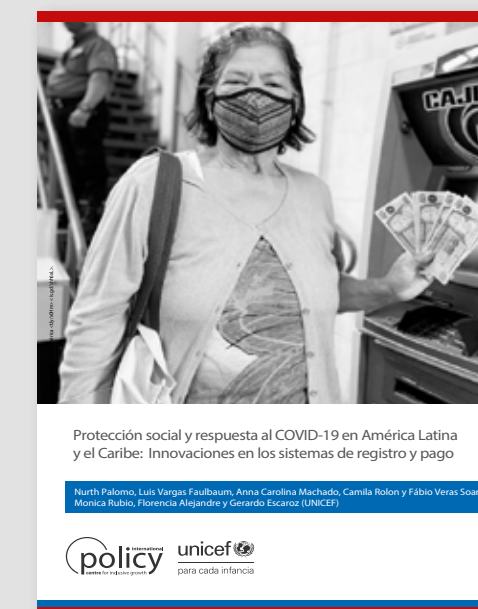 CAJE
Protección social y respuesta al COVID-19 en América Latina
y el Caribe: Innovaciones en los sistemas de registro y pago
Nurth Palomo, Luis Vargas Faulbaum, Anna Carolina Machado, Camila Rolon y Fábio Veras Soar
Monica Rubio, Florencia Alejandre y Gerardo Escaroz (UNICEF)
international
policy
centre for inclusive growth
unicef
para cada infancia